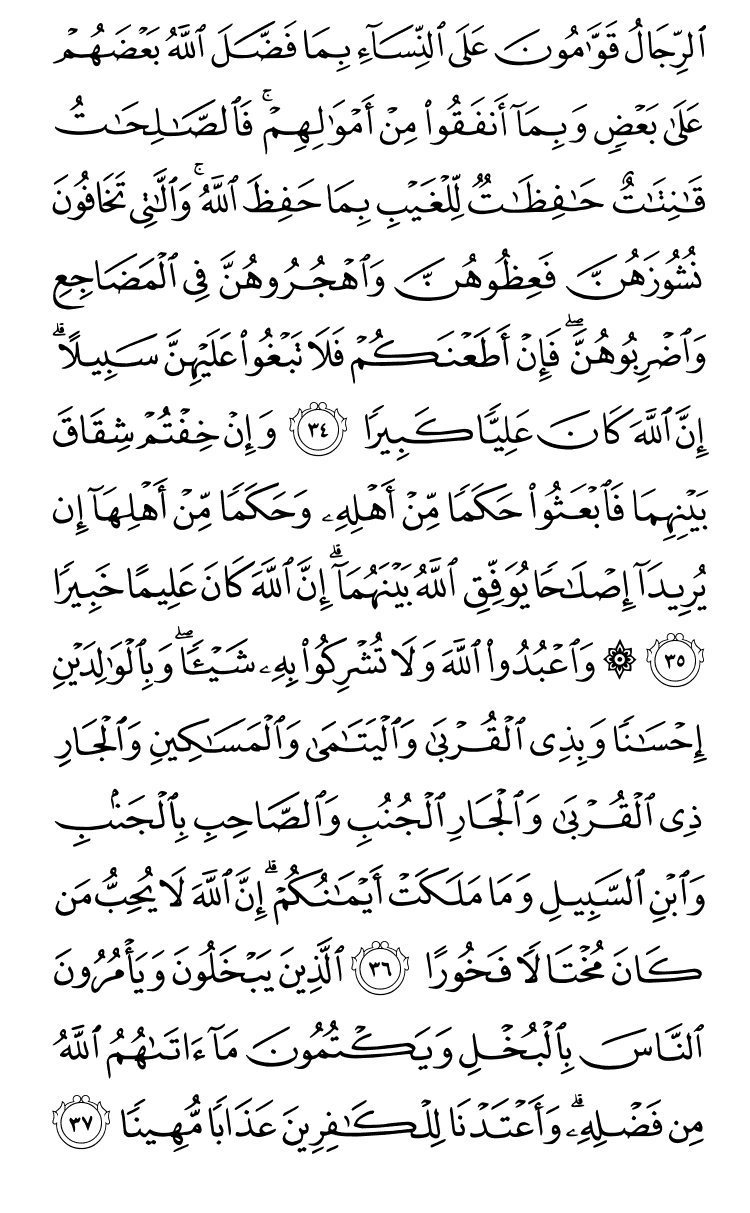 ٱلرِّجَالُ قَوَّٰمُونَ عَلَى ٱلنِّسَآءِ بِمَا فَضَّلَ ٱللَّهُ بَعْضَهُمْ
عَلَىٰ بَعْضٍ وَبِمَآ أَنفَقُوا۟ مِنْ أَمْوَٰلِهِمْ ۚ فَٱلصَّٰلِحَٰتُ
قَٰنِتَٰتٌ حَٰفِظَٰتٌ لِّلْغَيْبِ بِمَا حَفِظَ ٱللَّهُ ۚ وَٱلَّٰتِى تَخَافُونَ
نُشُوزَهُنَّ فَعِظُوهُنَّ وَٱهْجُرُوهُنَّ فِى ٱلْمَضَاجِعِ
وَٱضْرِبُوهُنَّ ۖ فَإِنْ أَطَعْنَكُمْ فَلَا تَبْغُوا۟ عَلَيْهِنَّ سَبِيلًا ۗ
إِنَّ ٱللَّهَ كَانَ عَلِيًّا كَبِيرًا ٣٤ وَإِنْ خِفْتُمْ شِقَاقَ
بَيْنِهِمَا فَٱبْعَثُوا۟ حَكَمًا مِّنْ أَهْلِهِۦ وَحَكَمًا مِّنْ أَهْلِهَآ إِن
يُرِيدَآ إِصْلَٰحًا يُوَفِّقِ ٱللَّهُ بَيْنَهُمَآ ۗ إِنَّ ٱللَّهَ كَانَ عَلِيمًا خَبِيرًا
٣٥ ۞ وَٱعْبُدُوا۟ ٱللَّهَ وَلَا تُشْرِكُوا۟ بِهِۦ شَيْـًٔا ۖ وَبِٱلْوَٰلِدَيْنِ
إِحْسَٰنًا وَبِذِى ٱلْقُرْبَىٰ وَٱلْيَتَٰمَىٰ وَٱلْمَسَٰكِينِ وَٱلْجَارِ
ذِى ٱلْقُرْبَىٰ وَٱلْجَارِ ٱلْجُنُبِ وَٱلصَّاحِبِ بِٱلْجَنۢبِ
وَٱبْنِ ٱلسَّبِيلِ وَمَا مَلَكَتْ أَيْمَٰنُكُمْ ۗ إِنَّ ٱللَّهَ لَا يُحِبُّ مَن
كَانَ مُخْتَالًا فَخُورًا ٣٦ ٱلَّذِينَ يَبْخَلُونَ وَيَأْمُرُونَ
ٱلنَّاسَ بِٱلْبُخْلِ وَيَكْتُمُونَ مَآ ءَاتَىٰهُمُ ٱللَّهُ
مِن فَضْلِهِۦ ۗ وَأَعْتَدْنَا لِلْكَٰفِرِينَ عَذَابًا مُّهِينًا ٣٧